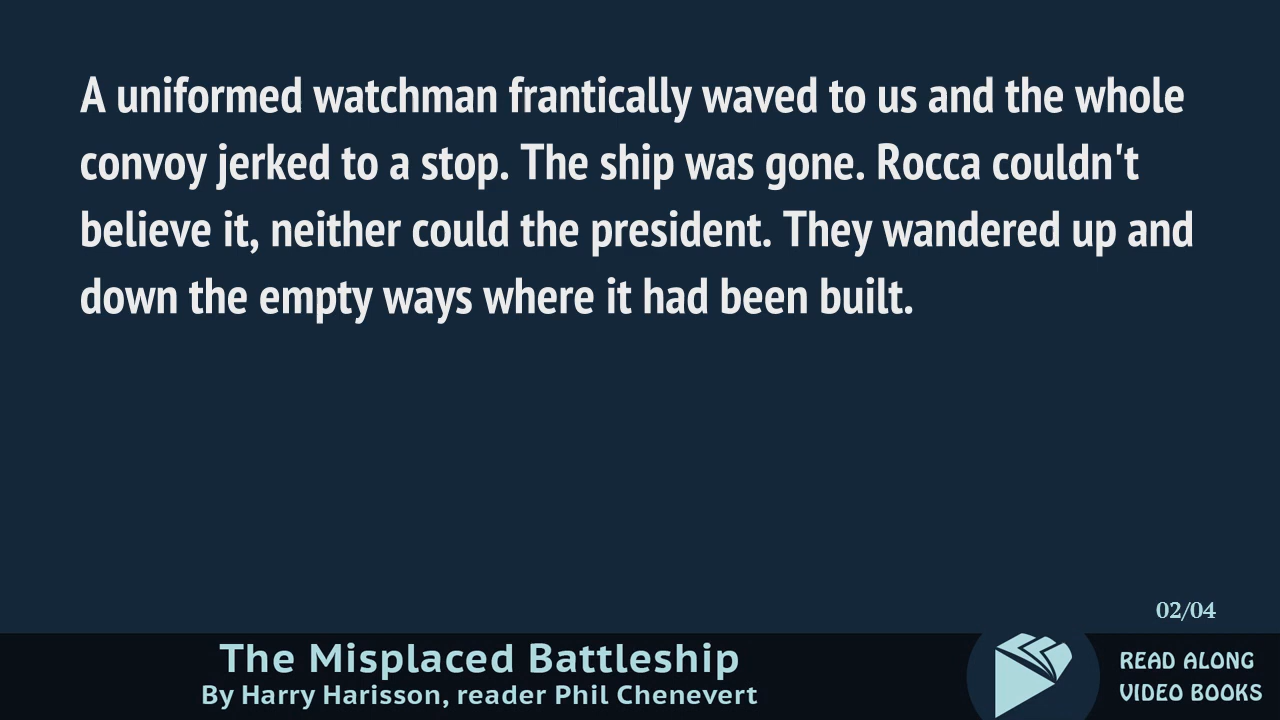 A uniformed watchman frantically waved to us and the whole
convoy jerked to a stop. The ship was gone. Rocca couldn't
believe it, neither could the president. They wandered up and
down the empty ways where it had been built.
02/04
The Misplaced Battleship
By Harry Harisson, reader Phil Chenevert
READ ALONG
VIDEO BOOKS